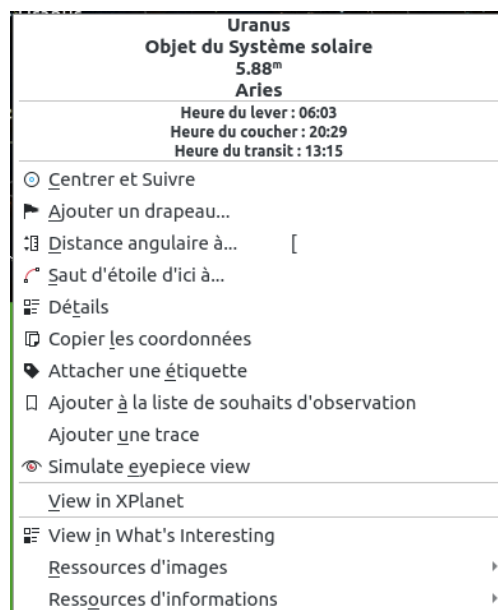 Uranus
Objet du Système solaire
5.88ᵐ
Aries
Heure du lever : 06:03
Heure du coucher : 20:29
Heure du transit : 13:15
Centrer et Suivre
Ajouter un drapeau...
Distance angulaire à... [
Saut d'étoile d'ici à...
Détails
Copier les coordonnées
Attacher une étiquette
Ajouter à la liste de souhaits d'observation
Ajouter une trace
Simulate eyepiece view
View in XPlanet
View in What's Interesting
Ressources d'images
Ressources d'informations